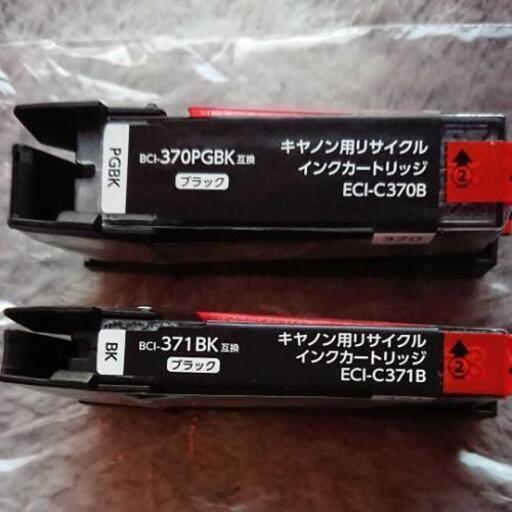 PGBK
BCI-370PGBK互換
ブラック
キヤノン用リサイクル
インクカートリッジ
ECI-C370B
②
370
BK
BCI-371BK互換
ブラック
キヤノン用リサイクル
インクカートリッジ
ECI-C371B
②